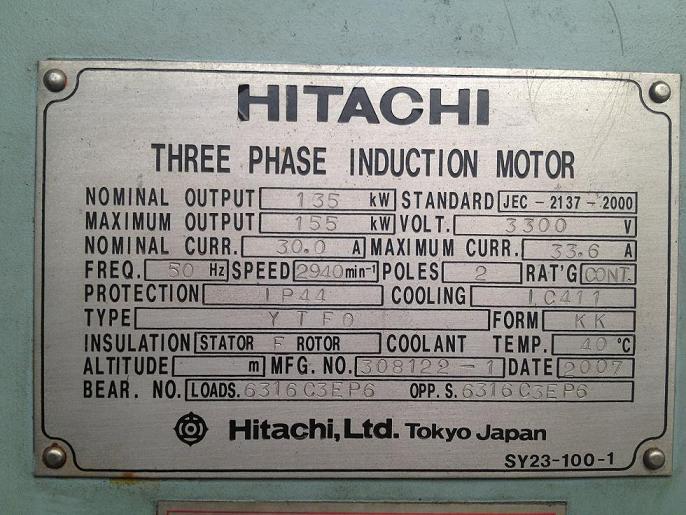 HITACHI
THREE PHASE INDUCTION MOTOR
NOMINAL OUTPUT 135 kW STANDARD JEC - 2137 - 2000
MAXIMUM OUTPUT 155 kW VOLT. 3300 V
NOMINAL CURR. 30.0 A MAXIMUM CURR. 33.6 A
FREQ. 50 Hz SPEED 2940 min⁻¹ POLES 2 RAT'G CONT.
PROTECTION IP44 COOLING IC411
TYPE YTFO FORM KK
INSULATION STATOR F ROTOR COOLANT TEMP. 40 °C
ALTITUDE m MFG. NO. 308122-1 DATE 2007
BEAR. NO. LOADS. 6316C3EP6 OPP. S. 6316C3EP6
Hitachi, Ltd. Tokyo Japan
SY23-100-1